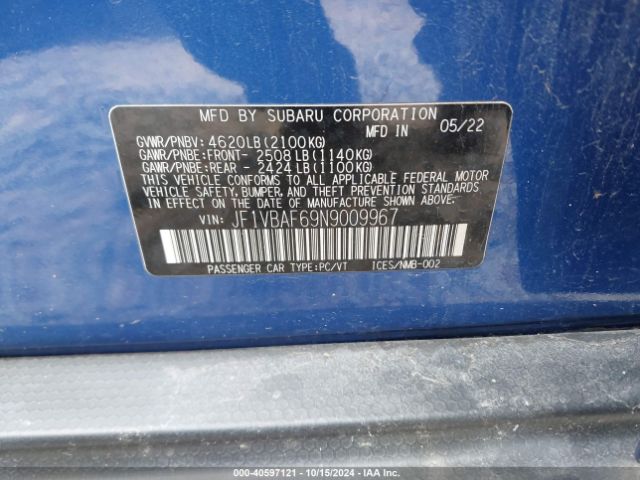 MFD BY SUBARU CORPORATION
MFD IN 05/22
GVWR/PNBV: 4620LB(2100KG)
GAWR/PNBE:FRONT- 2508LB(1140KG)
GAWR/PNBE:REAR - 2424LB(1100KG)
THIS VEHICLE CONFORMS TO ALL APPLICABLE FEDERAL MOTOR
VEHICLE SAFETY, BUMPER, AND THEFT PREVENTION STANDARDS
IN EFFECT ON THE DATE OF MANUFACTURE SHOWN ABOVE.
VIN: JF1VBAF69N9009967
PASSENGER CAR TYPE:PC/VT ICES/NMB-002
000-40597121 - 10/15/2024 - IAA Inc.